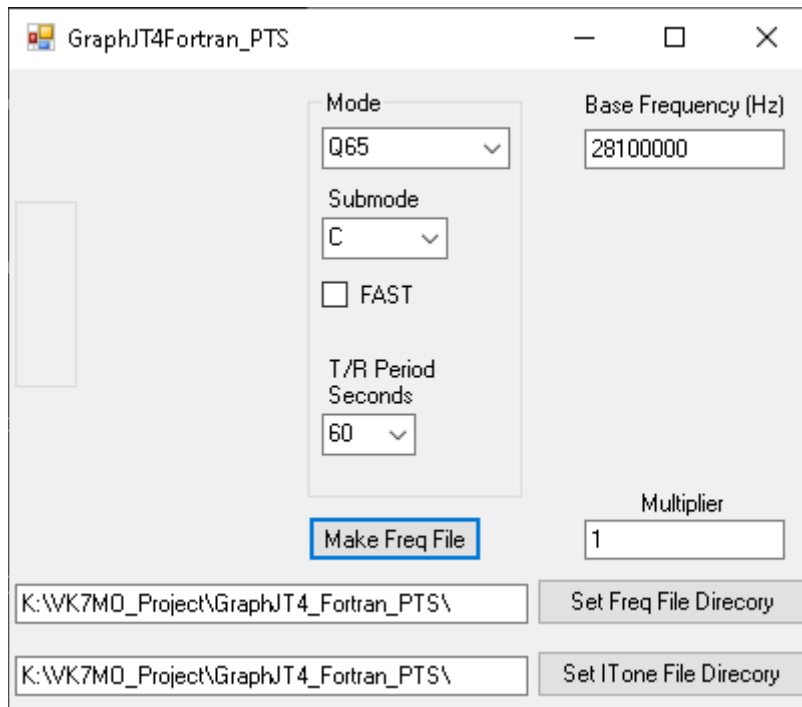 GraphJT4Fortran_PTS
Mode
Q65
Submode
C
FAST
T/R Period
Seconds
60
Base Frequency (Hz)
28100000
Make Freq File
Multiplier
1
K:\VK7MO_Project\GraphJT4_Fortran_PTS\
Set Freq File Direcory
K:\VK7MO_Project\GraphJT4_Fortran_PTS\
Set ITone File Direcory